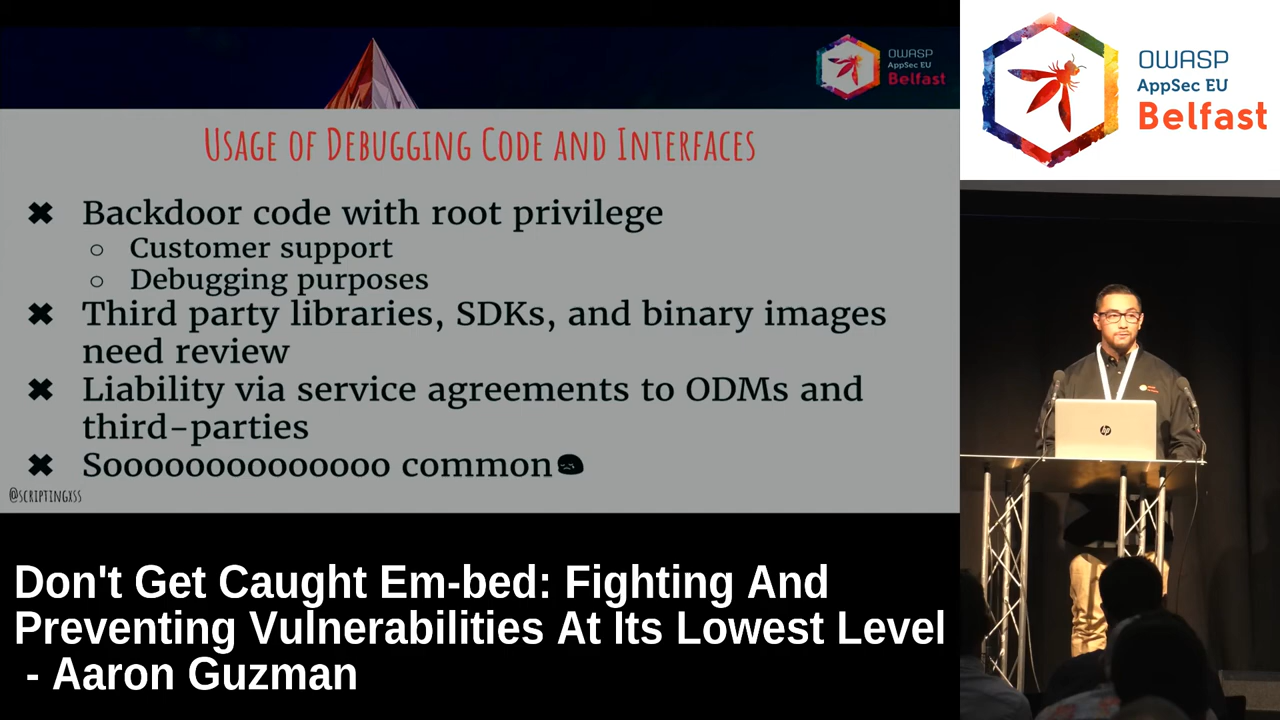 OWASP
AppSec EU
Belfast
USAGE OF DEBUGGING CODE AND INTERFACES
✖ Backdoor code with root privilege
○ Customer support
○ Debugging purposes
✖ Third party libraries, SDKs, and binary images
need review
✖ Liability via service agreements to ODMs and
third-parties
✖ Sooooooooooooooo common
@SCRIPTINGXSS
OWASP
AppSec EU
Belfast
hp
Don't Get Caught Em-bed: Fighting And
Preventing Vulnerabilities At Its Lowest Level
- Aaron Guzman